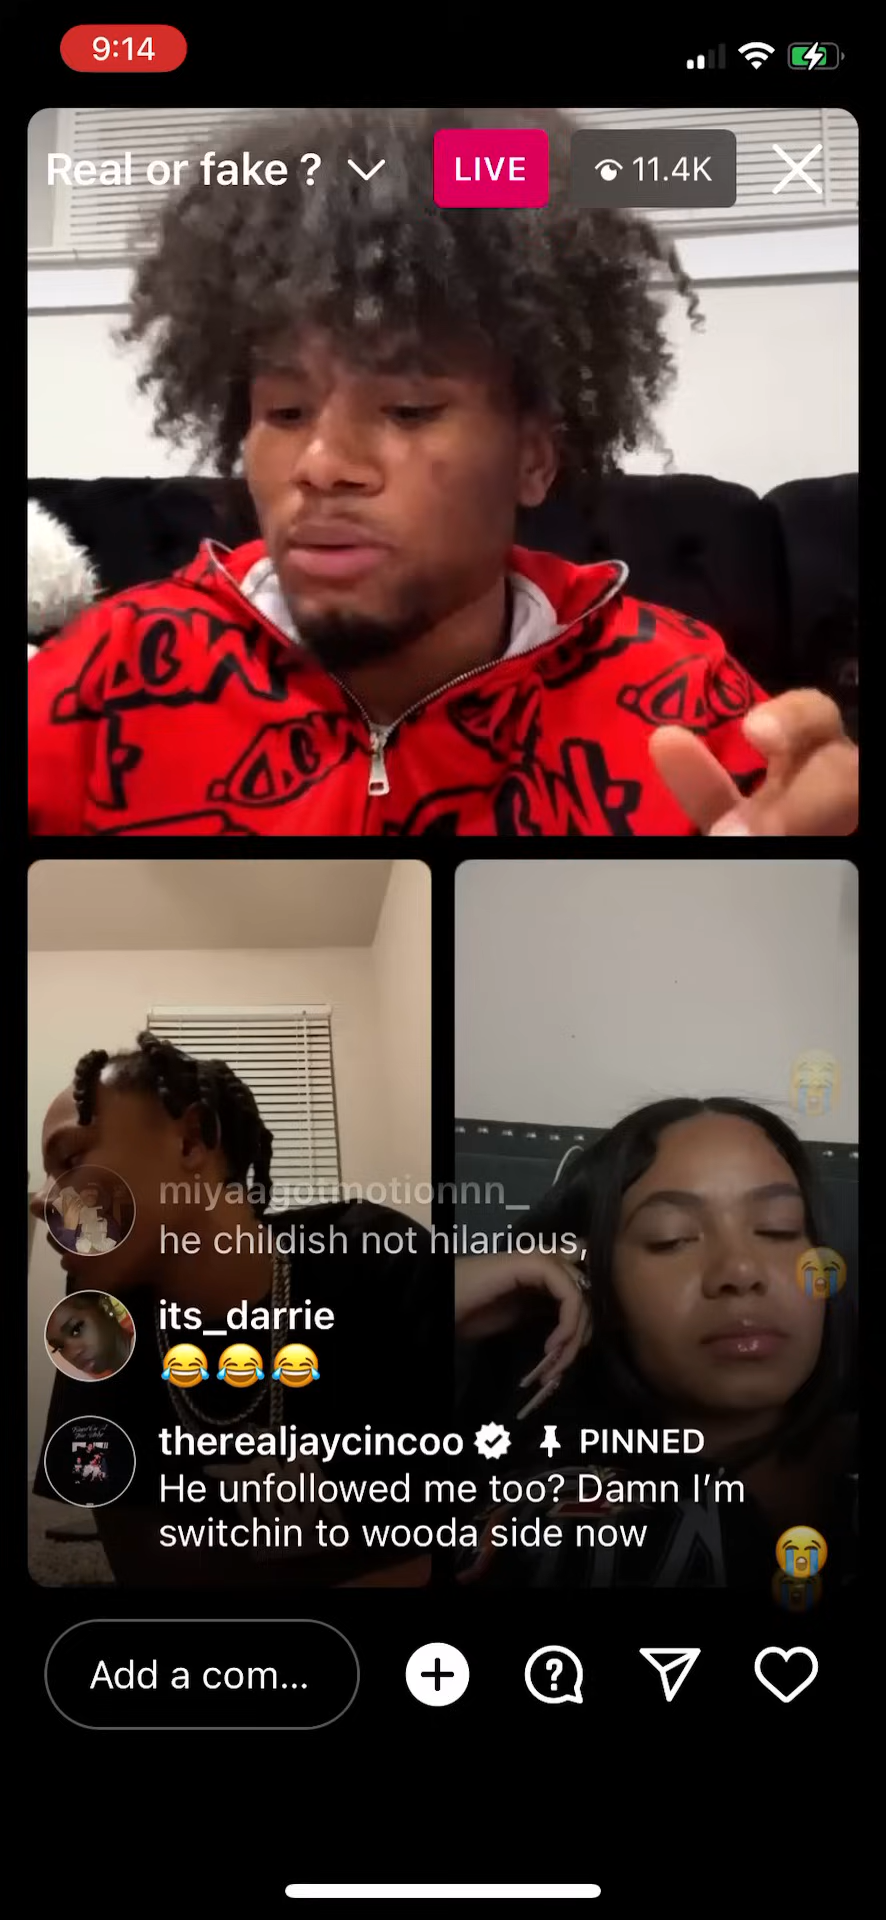 9:14
Real or fake ?
LIVE
11.4K
miyaagotmotionnn_
he childish not hilarious,
its_darrie
😂😂😂
therealjaycincoo PINNED
He unfollowed me too? Damn I’m
switchin to wooda side now
Add a com...